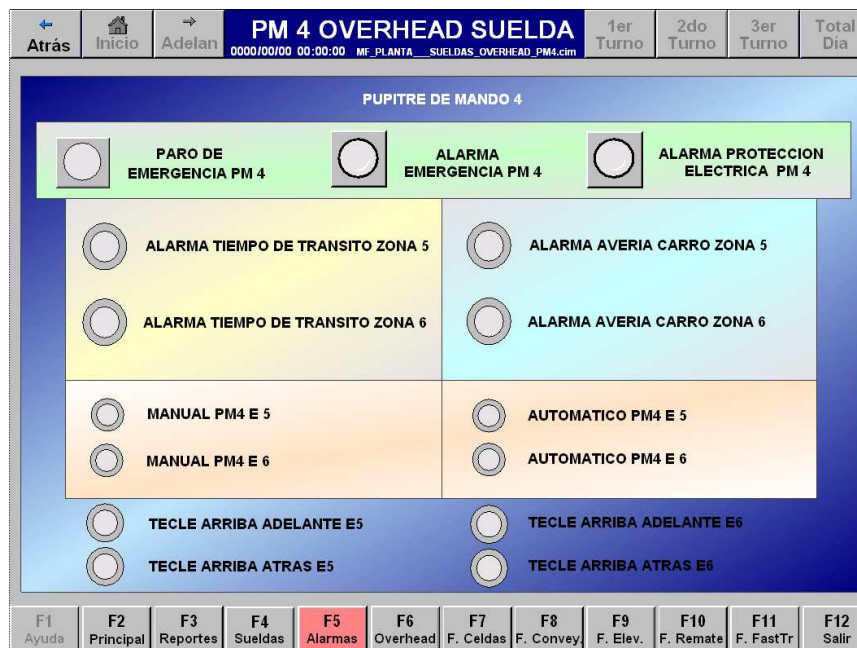 Atrás Inicio Adelan PM 4 OVERHEAD SUELDA 1er Turno 2do Turno 3er Turno Total Día
0000/00/00 00:00:00 MF_PLANTA___SUELDAS_OVERHEAD_PM4.cim
PUPITRE DE MANDO 4
PARO DE EMERGENCIA PM 4
ALARMA EMERGENCIA PM 4
ALARMA PROTECCION ELECTRICA PM 4
ALARMA TIEMPO DE TRANSITO ZONA 5
ALARMA AVERIA CARRO ZONA 5
ALARMA TIEMPO DE TRANSITO ZONA 6
ALARMA AVERIA CARRO ZONA 6
MANUAL PM4 E 5
AUTOMATICO PM4 E 5
MANUAL PM4 E 6
AUTOMATICO PM4 E 6
TECLE ARRIBA ADELANTE E5
TECLE ARRIBA ADELANTE E6
TECLE ARRIBA ATRAS E5
TECLE ARRIBA ATRAS E6
F1 F2 F3 F4 F5 F6 F7 F8 F9 F10 F11 F12
Ayuda Principal Reportes Sueldas Alarmas Overhead F. Celdas F. Convey. F. Elev. F. Remate F. FastTr Salir